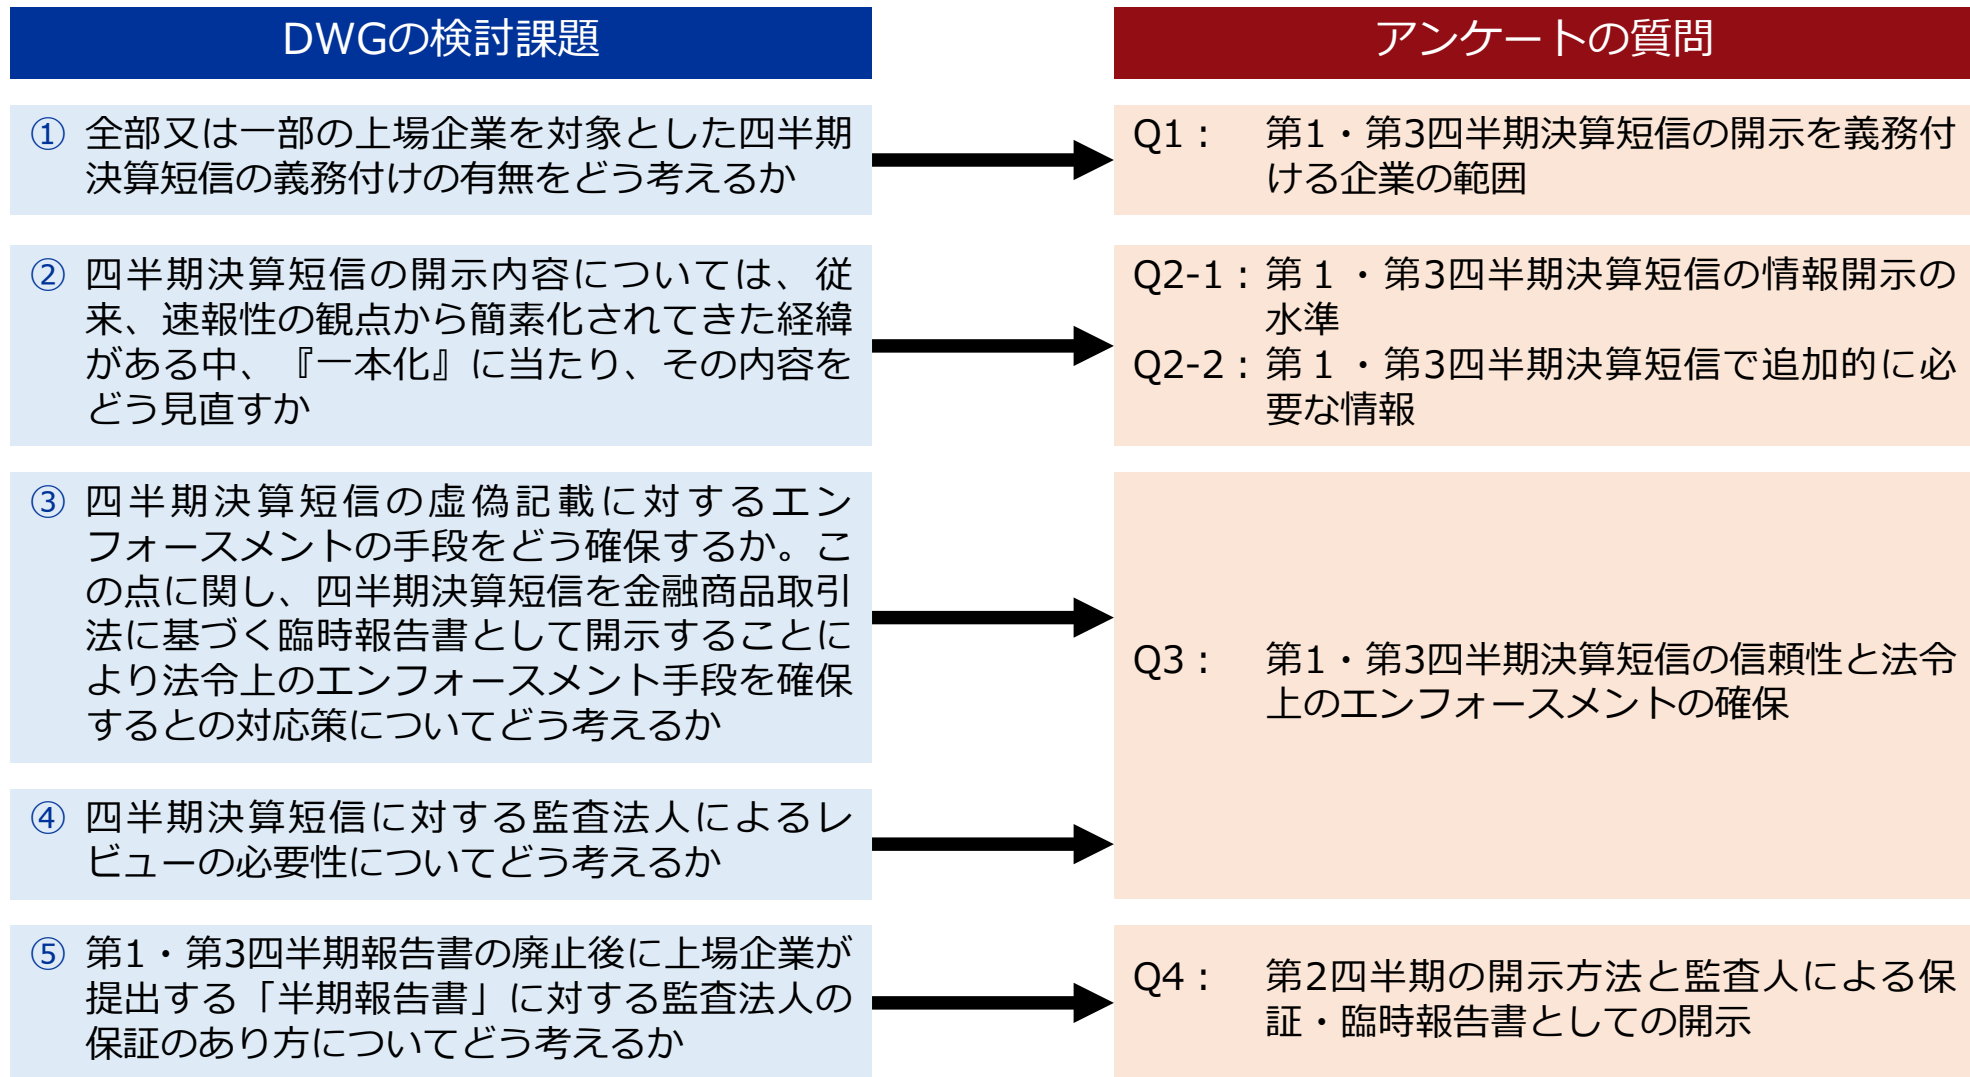 DWGの検討課題
アンケートの質問
① 全部又は一部の上場企業を対象とした四半期
決算短信の義務付けの有無をどう考えるか
Q1： 第1・第3四半期決算短信の開示を義務付
ける企業の範囲
② 四半期決算短信の開示内容については、従
来、速報性の観点から簡素化されてきた経緯
がある中、『一本化』に当たり、その内容を
どう見直すか
Q2-1：第１・第3四半期決算短信の情報開示の
水準
Q2-2：第１・第3四半期決算短信で追加的に必
要な情報
③ 四半期決算短信の虚偽記載に対するエン
フォースメントの手段をどう確保するか。こ
の点に関し、四半期決算短信を金融商品取引
法に基づく臨時報告書として開示することに
より法令上のエンフォースメント手段を確保
するとの対応策についてどう考えるか
④ 四半期決算短信に対する監査法人によるレ
ビューの必要性についてどう考えるか
Q3： 第1・第3四半期決算短信の信頼性と法令
上のエンフォースメントの確保
⑤ 第1・第3四半期報告書の廃止後に上場企業が
提出する「半期報告書」に対する監査法人の
保証のあり方についてどう考えるか
Q4： 第2四半期の開示方法と監査人による保
証・臨時報告書としての開示